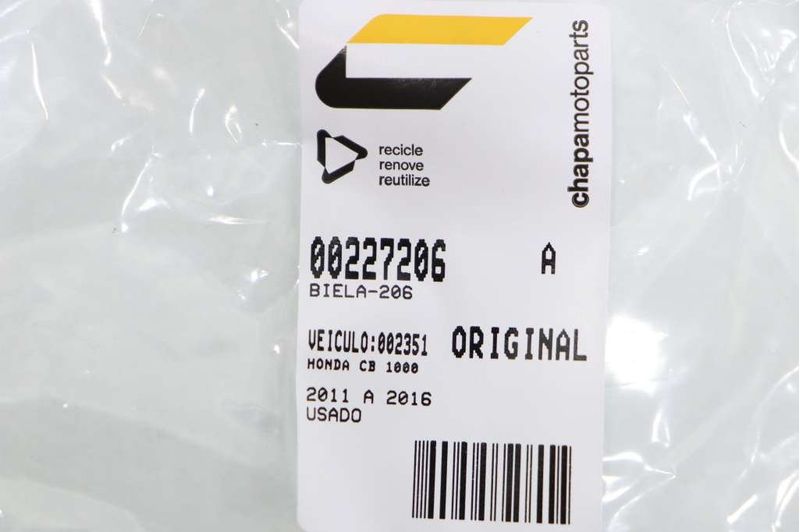 chapamotoparts
recicle
renove
reutilize
00227206 A
BIELA-206
VEICULO:002351 ORIGINAL
HONDA CB 1000
2011 A 2016
USADO